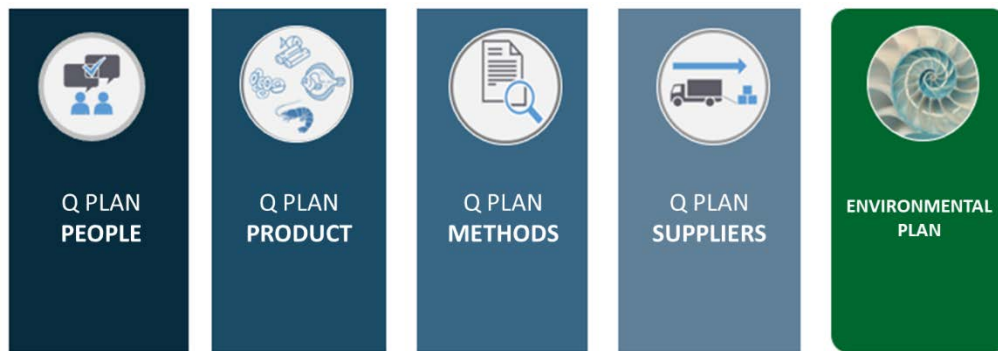 Q PLAN
PEOPLE
Q PLAN
PRODUCT
Q PLAN
METHODS
Q PLAN
SUPPLIERS
ENVIRONMENTAL
PLAN